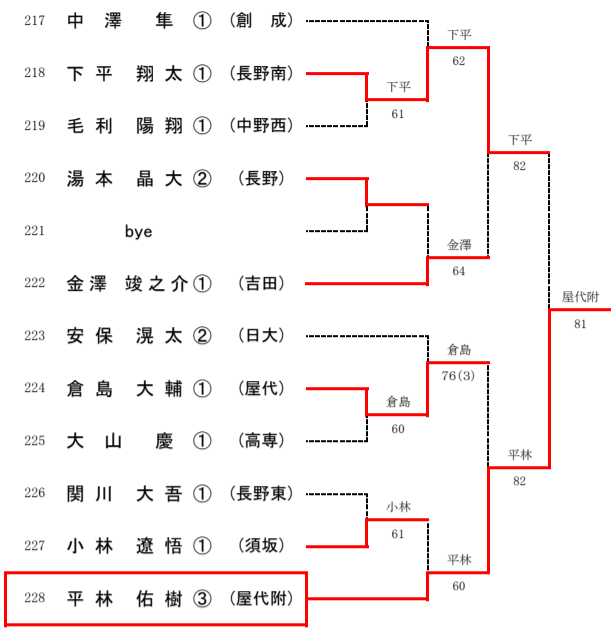 217 中澤 隼 ① (創 成)
下平
62
218 下平 翔太 ① (長野南)
下平
61
219 毛利 陽翔 ① (中野西)
下平
82
220 湯本 晶大 ② (長野)
221 bye
金澤
64
222 金澤 竣之介 ① (吉田)
屋代附
81
223 安保 滉太 ② (日大)
倉島
76(3)
224 倉島 大輔 ① (屋代)
倉島
60
225 大山 慶 ① (高専)
平林
82
226 関川 大吾 ① (長野東)
小林
61
227 小林 遼悟 ① (須坂)
平林
60
228 平林 佑樹 ③ (屋代附)